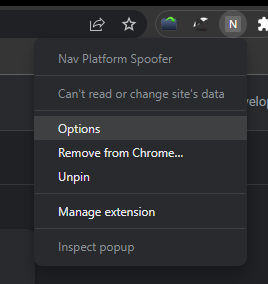 N
Nav Platform Spoofer
Can't read or change site's data
velop
Options
Remove from Chrome...
Unpin
Manage extension
Inspect popup